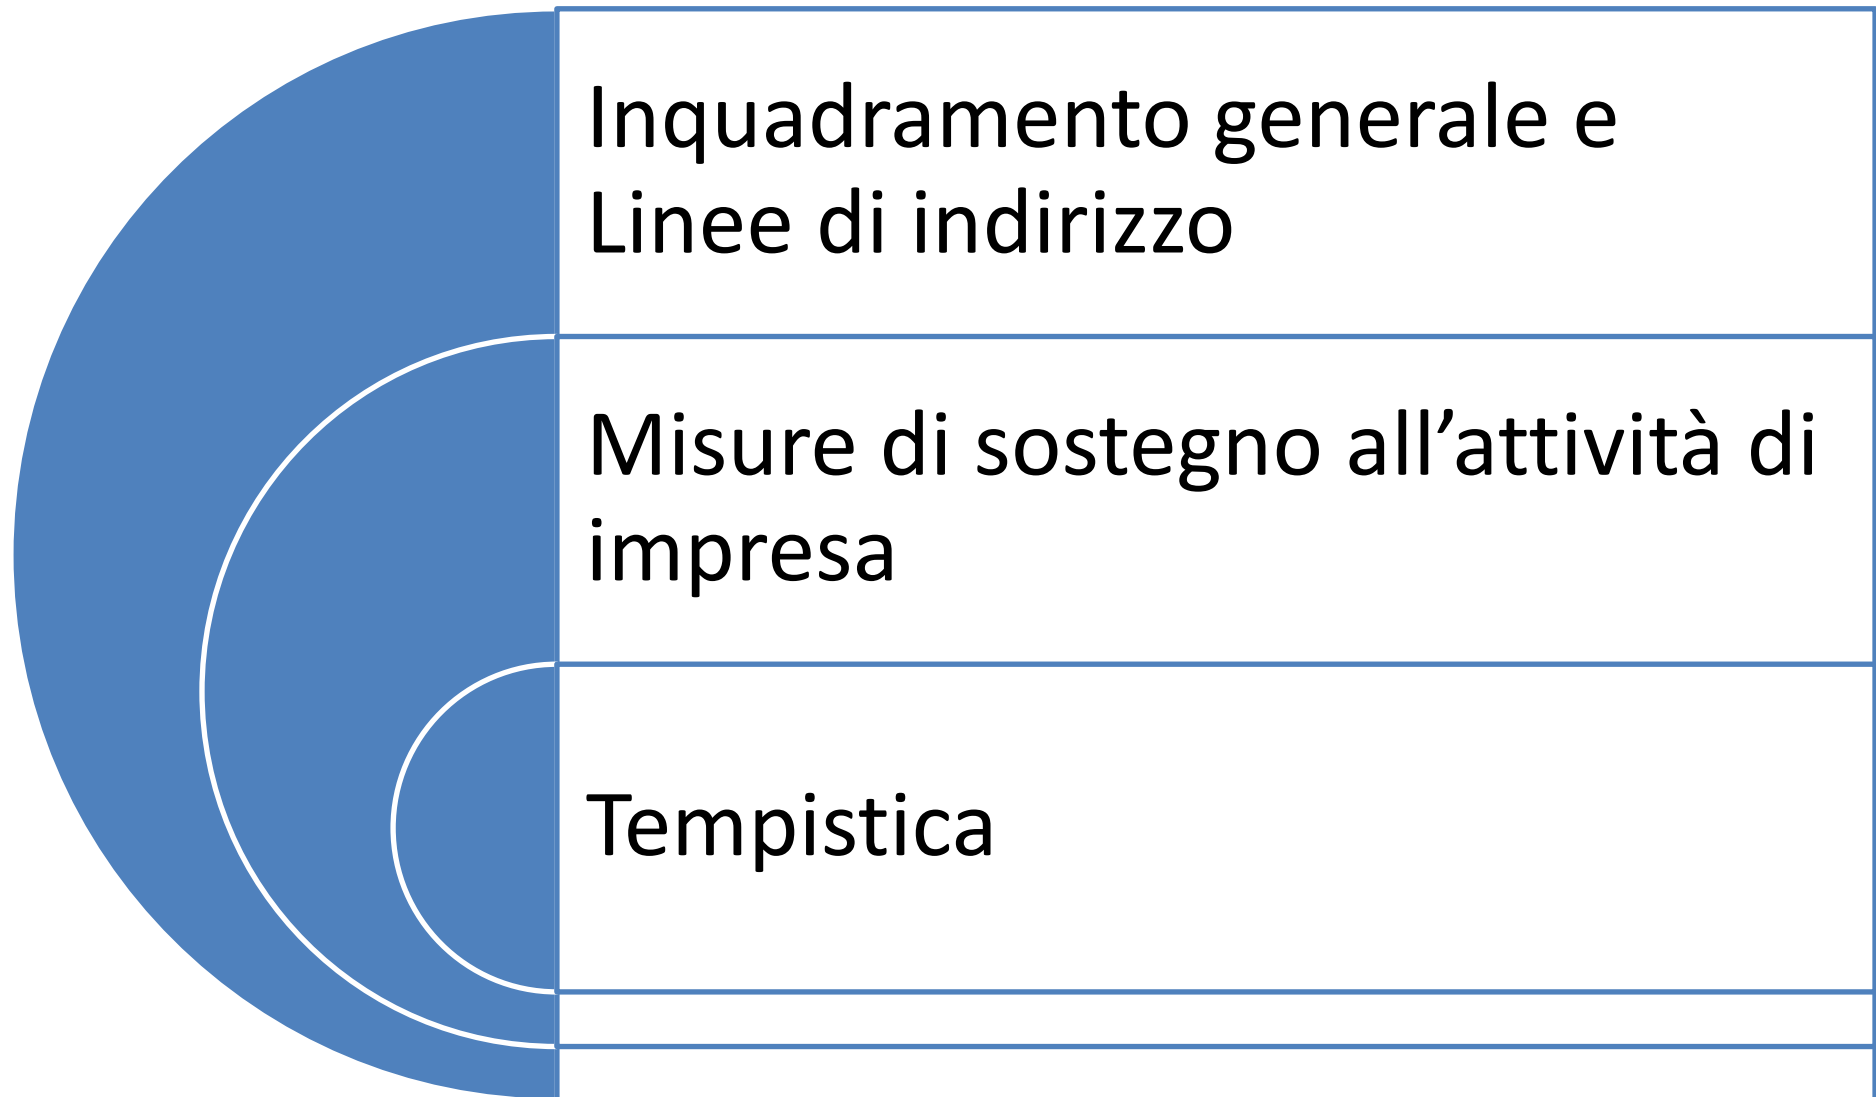 Inquadramento generale e
Linee di indirizzo
Misure di sostegno all’attività di
impresa
Tempistica